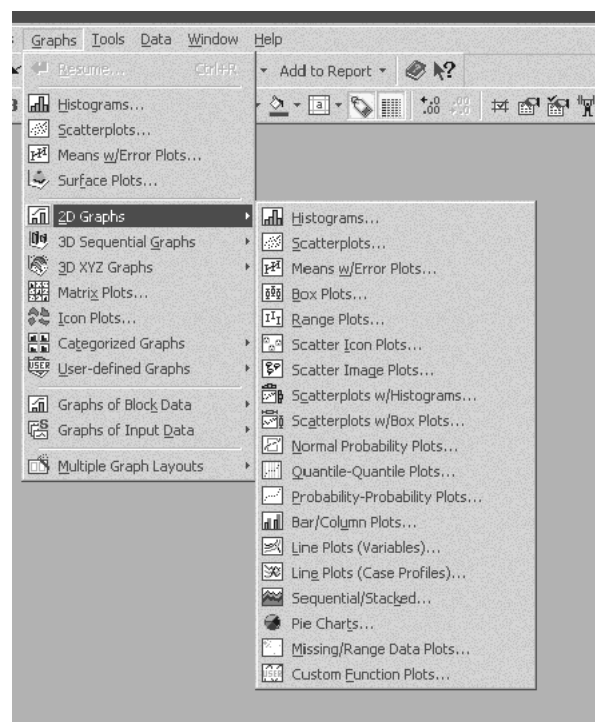 Graphs Tools Data Window Help
Resume... Ctrl+R
Add to Report
Histograms...
Scatterplots...
Means w/Error Plots...
Surface Plots...
2D Graphs
3D Sequential Graphs
3D XYZ Graphs
Matrix Plots...
Icon Plots...
Categorized Graphs
User-defined Graphs
Graphs of Block Data
Graphs of Input Data
Multiple Graph Layouts
Histograms...
Scatterplots...
Means w/Error Plots...
Box Plots...
Range Plots...
Scatter Icon Plots...
Scatter Image Plots...
Scatterplots w/Histograms...
Scatterplots w/Box Plots...
Normal Probability Plots...
Quantile-Quantile Plots...
Probability-Probability Plots...
Bar/Column Plots...
Line Plots (Variables)...
Line Plots (Case Profiles)...
Sequential/Stacked...
Pie Charts...
Missing/Range Data Plots...
Custom Function Plots...